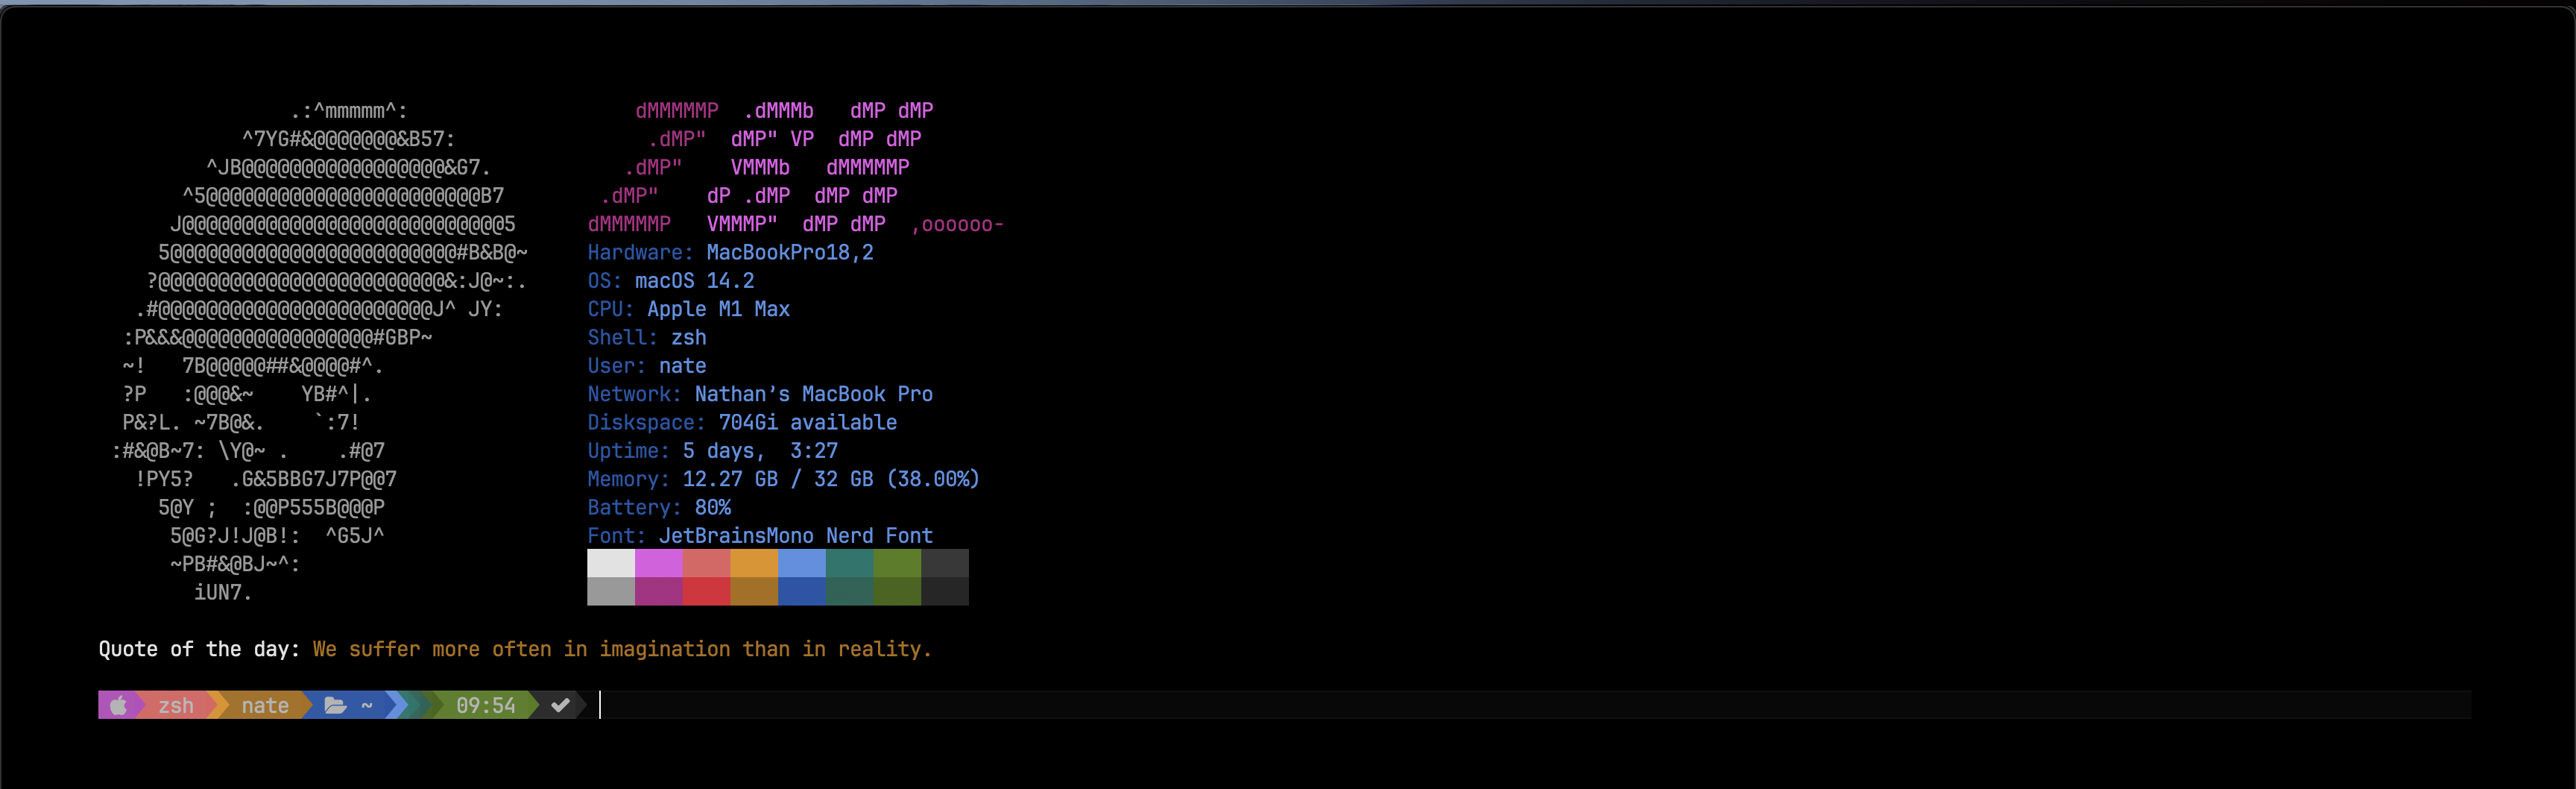 .:^mmmmm^:                   dMMMMMP  .dMMMb   dMP dMP
^7YG#&@@@@@@@&B57:                .dMP"  dMP" VP  dMP dMP
^JB@@@@@@@@@@@@@@@@@&G7.           .dMP"    VMMMb   dMMMMMP
^5@@@@@@@@@@@@@@@@@@@@@@@B7        .dMP"    dP .dMP  dMP dMP
J@@@@@@@@@@@@@@@@@@@@@@@@@@@5      dMMMMMP   VMMMP"  dMP dMP  ,oooooo-
5@@@@@@@@@@@@@@@@@@@@@@@@#B&B@~     Hardware: MacBookPro18,2
?@@@@@@@@@@@@@@@@@@@@@@@@&:J@~:.     OS: macOS 14.2
.#@@@@@@@@@@@@@@@@@@@@@@@J^ JY:       CPU: Apple M1 Max
:P&&&@@@@@@@@@@@@@@@@#GBP~             Shell: zsh
~!   7B@@@@@##&@@@@#^.                 User: nate
?P   :@@@&~    YB#^|.                  Network: Nathan’s MacBook Pro
P&?L. ~7B@&.    `:7!                   Diskspace: 704Gi available
:#&@B~7: \Y@~ .    .#@7                 Uptime: 5 days,  3:27
!PY5?   .G&5BBG7J7P@@7                Memory: 12.27 GB / 32 GB (38.00%)
5@Y ;  :@@P555B@@@P                 Battery: 80%
5@G?J!J@B!:  ^G5J^                 Font: JetBrainsMono Nerd Font
~PB#&@BJ~^:
iUN7.
Quote of the day: We suffer more often in imagination than in reality.
zsh nate ~ 09:54